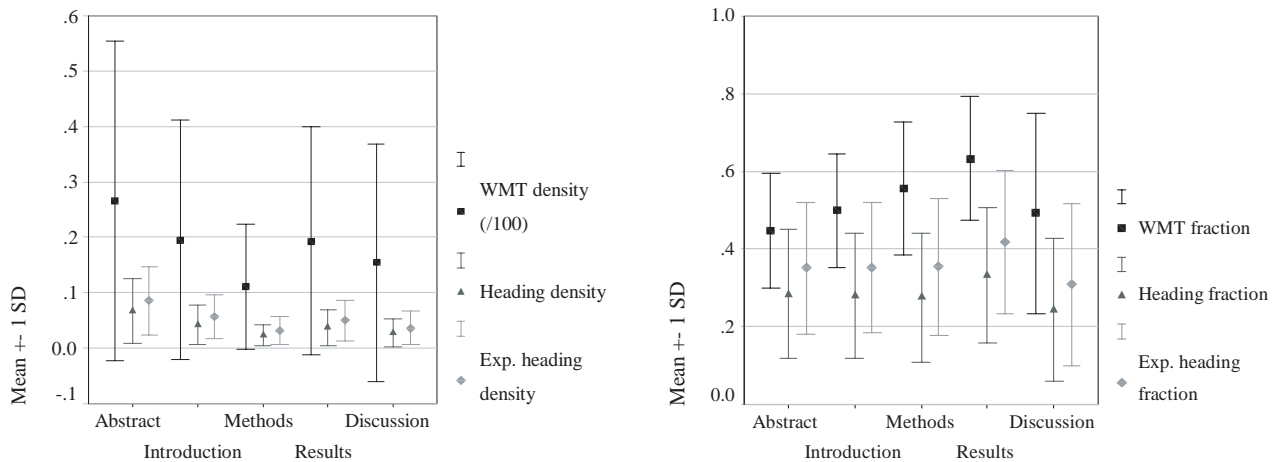 .6
.5
.4
.3
.2
.1
0.0
-.1
Mean +- 1 SD
Abstract
Methods
Discussion
Introduction
Results
WMT density
(/100)
Heading density
Exp. heading
density
1.0
.8
.6
.4
.2
0.0
Mean +- 1 SD
Abstract
Methods
Discussion
Introduction
Results
WMT fraction
Heading fraction
Exp. heading
fraction